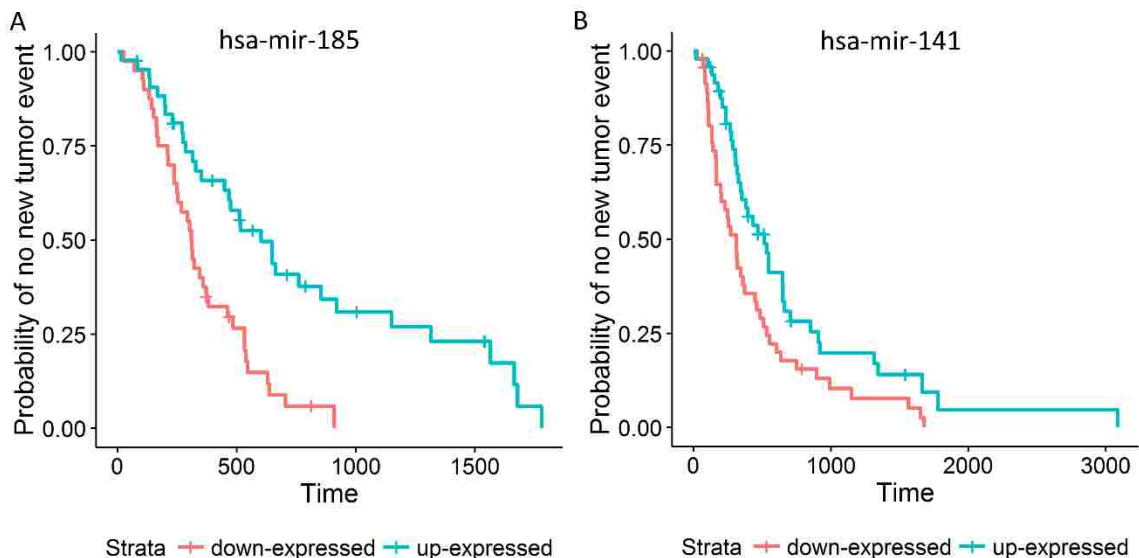 A
hsa-mir-185
Probability of no new tumor event
1.00
0.75
0.50
0.25
0.00
0
500
1000
1500
Time
Strata down-expressed up-expressed
B
hsa-mir-141
Probability of no new tumor event
1.00
0.75
0.50
0.25
0.00
0
1000
2000
3000
Time
Strata down-expressed up-expressed